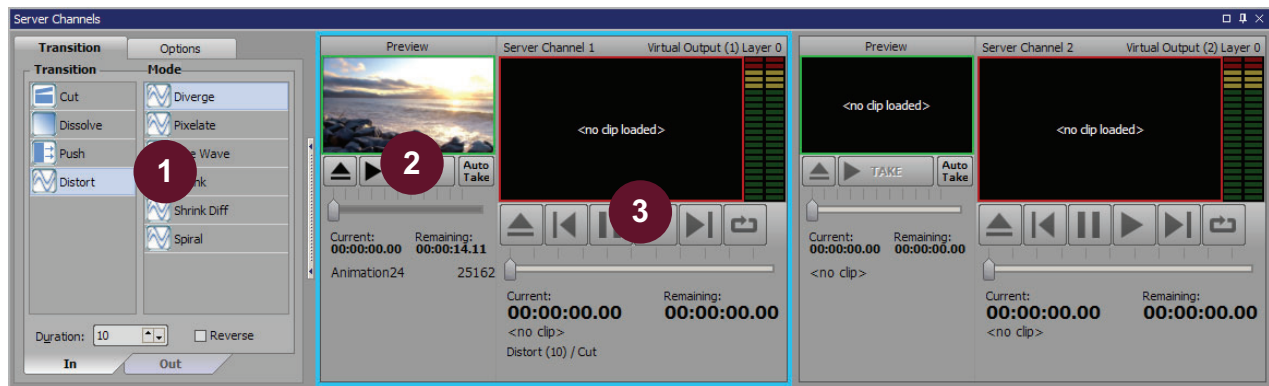 Server Channels
Transition
Options
Transition
Mode
Cut
Dissolve
Push
Distort
Diverge
Pixelate
Wave
Shrink Diff
Spiral
1
Duration: 10
Reverse
In
Out
Preview
2
Auto Take
Current: 00:00:00.00
Remaining: 00:00:14.11
Animation24 25162
Server Channel 1 Virtual Output (1) Layer 0
<no clip loaded>
3
Current: 00:00:00.00
Remaining: 00:00:00.00
<no clip>
Distort (10) / Cut
Preview
<no clip loaded>
TAKE
Auto Take
Current: 00:00:00.00
Remaining: 00:00:00.00
<no clip>
Server Channel 2 Virtual Output (2) Layer 0
<no clip loaded>
Current: 00:00:00.00
Remaining: 00:00:00.00
<no clip>